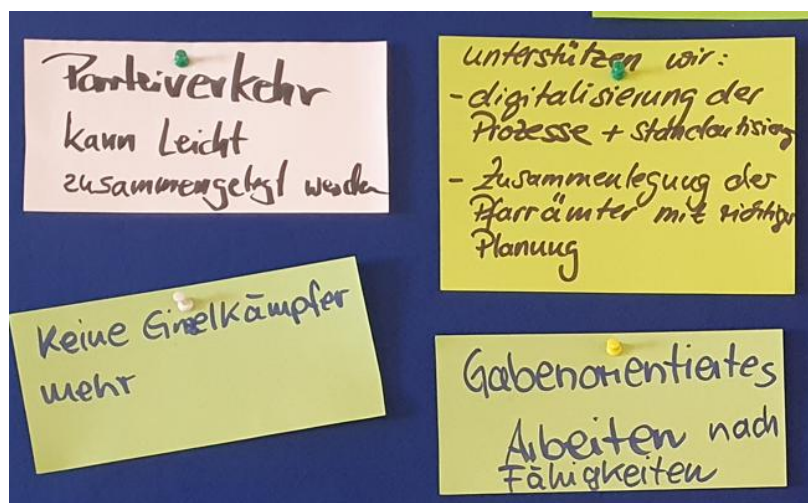 Parteiverkehr
kann Leicht
zusammengelegt werden
unterstützen wir:
- digitalisierung der
Prozesse + standartisierung
- Zusammenlegung der
Pfarrämter mit richtiger
Planung
Keine Einzelkämpfer
mehr
Gabenorientiertes
Arbeiten nach
Fähigkeiten